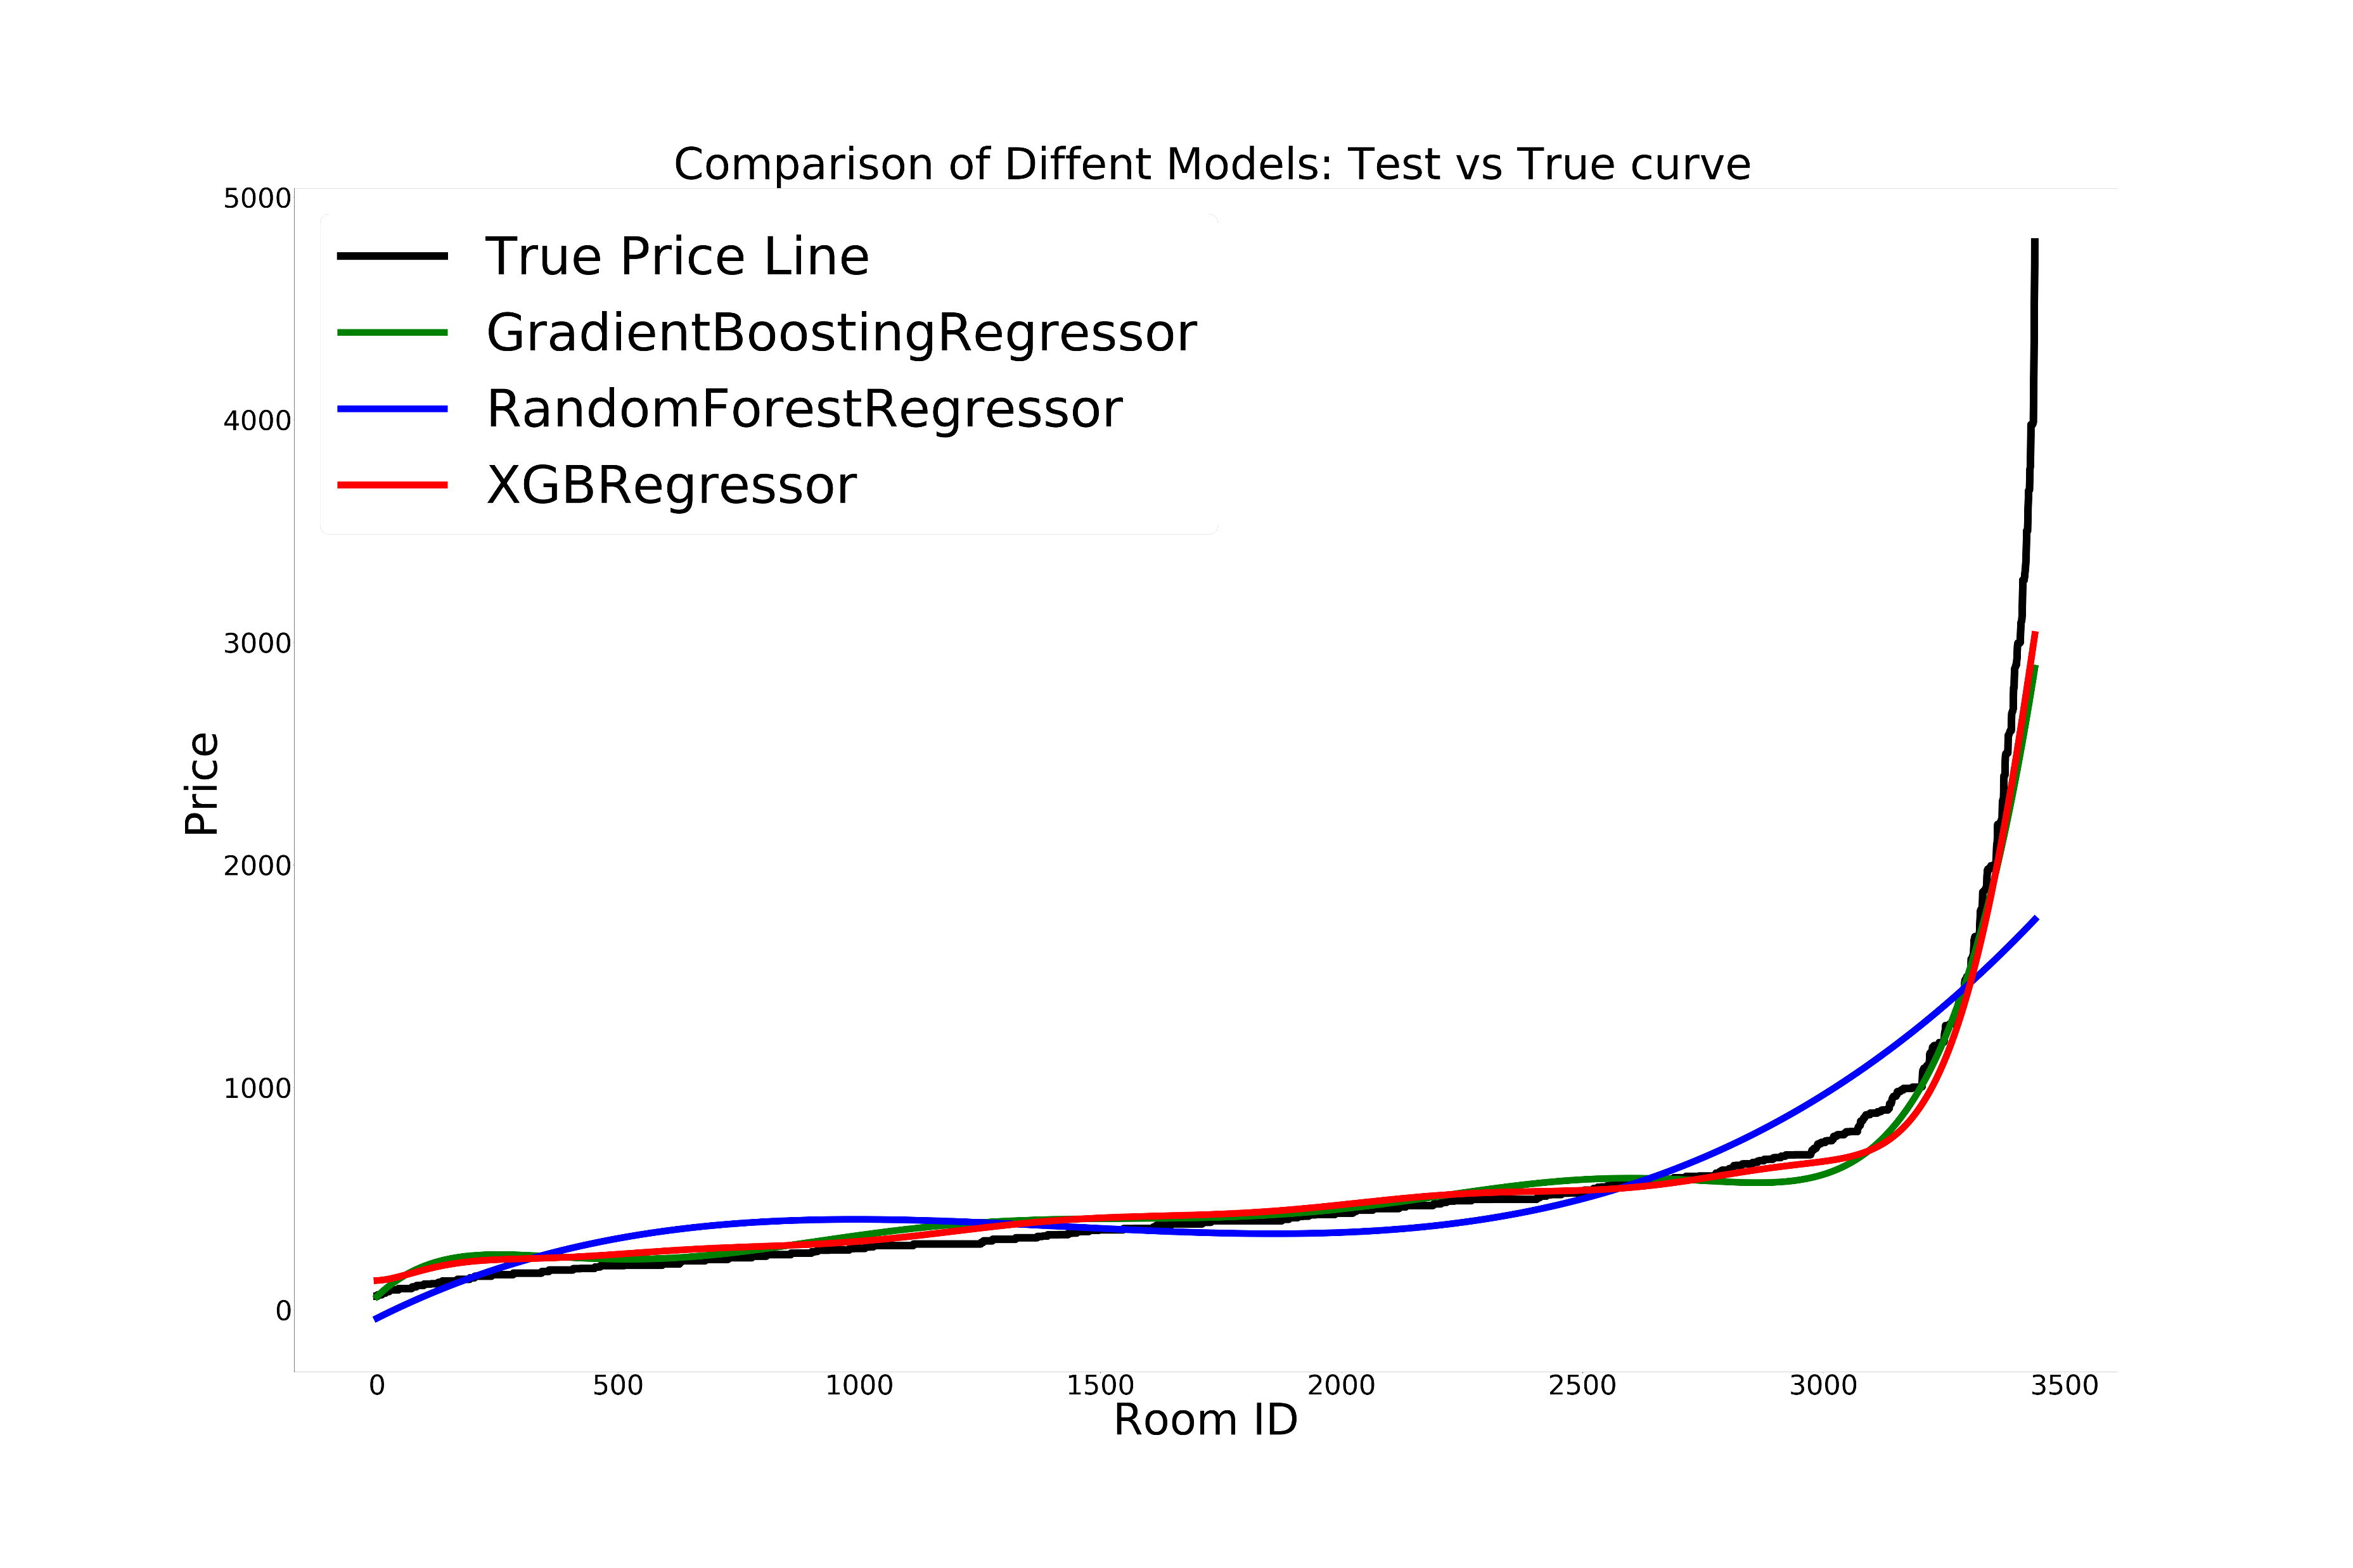 Comparison of Diffent Models: Test vs True curve
5000
True Price Line
GradientBoostingRegressor
4000
RandomForestRegressor
XGBRegressor
3000
Price
2000
1000
0
0 500 1000 1500 2000 2500 3000 3500
Room ID